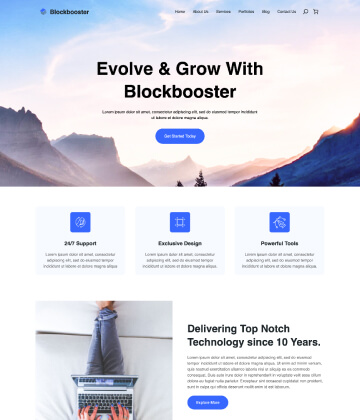 Blockbooster
Home About Us Services Portfolio Blog Contact Us
Evolve & Grow With
Blockbooster
Lorem ipsum dolor sit amet, consectetur adipiscing elit, do eiusmod tempor incididunt
ut labore et dolore magna aliqua.
Get Started Today
24/7 Support
Lorem ipsum dolor sit amet, consectetur
adipiscing elit, sed do eiusmod tempor
incididunt ut labore et dolore magna aliqua
Exclusive Design
Lorem ipsum dolor sit amet, consectetur
adipiscing elit, sed do eiusmod tempor
incididunt ut labore et dolore magna aliqua
Powerful Tools
Lorem ipsum dolor sit amet, consectetur
adipiscing elit, sed do eiusmod tempor
incididunt ut labore et dolore magna aliqua
Delivering Top Notch
Technology since 10 Years.
Lorem ipsum dolor sit amet, consectetur adipiscing elit, sed do
eiusmod tempor incididunt ut labore et dolore magna aliqua.
Ut enim ad minim veniam, quis nostrud exercitation ullamco
laboris nisi ut aliquip ex ea commodo
consequat. Duis aute irure dolor in reprehenderit in
voluptate velit esse cillum
dolore eu fugiat nulla pariatur. Excepteur sint occaecat cupidatat non proident,
sunt in culpa qui officia deserunt mollit anim id est laborum.
Explore More